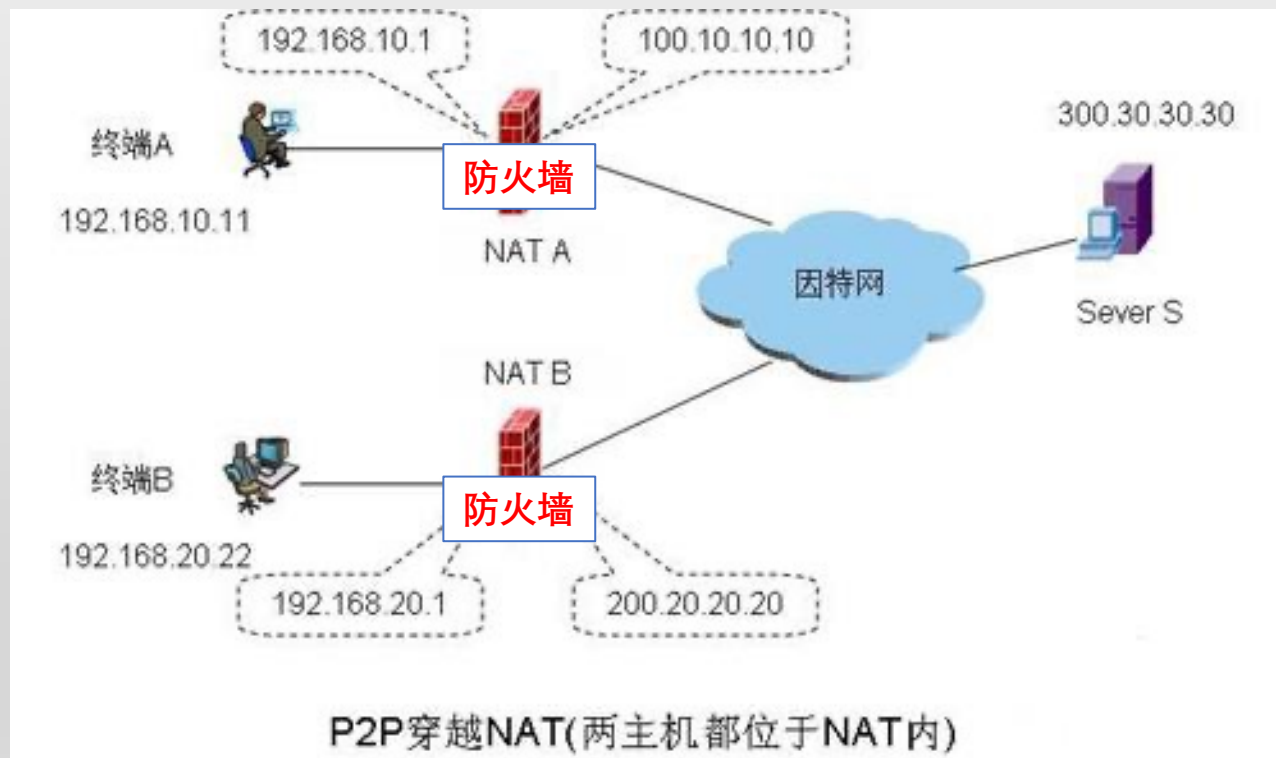 192.168.10.1
100.10.10.10
300.30.30.30
终端A
防火墙
192.168.10.11
NAT A
因特网
Sever S
NAT B
终端B
防火墙
192.168.20.22
192.168.20.1
200.20.20.20
P2P穿越NAT(两主机都位于NAT内)